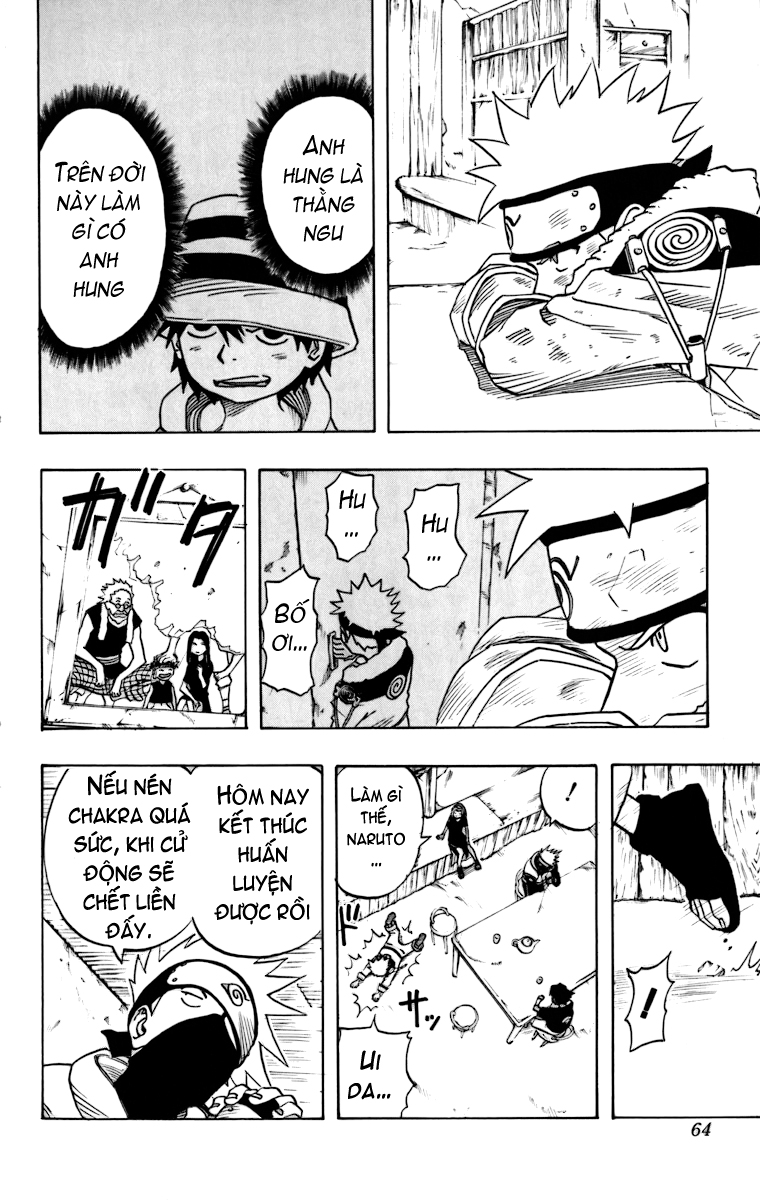 ANH
HUNG LÀ
THẰNG
NGU
TRÊN ĐỜI
NÀY LÀM
GÌ CÓ
ANH
HUNG
HU
...
HU
...
BỐ
ƠI...
ガタ
!
!
LÀM GÌ
THẾ,
NARUTO
...
ドドッ
サッ
UI
DA...
HÔM NAY
KẾT THÚC
HUẤN
LUYỆN
ĐƯỢC RỒI
NẾU NÉN
CHAKRA QUÁ
SỨC, KHI CỬ
ĐỘNG SẼ
CHẾT LIỀN
ĐẤY.
64